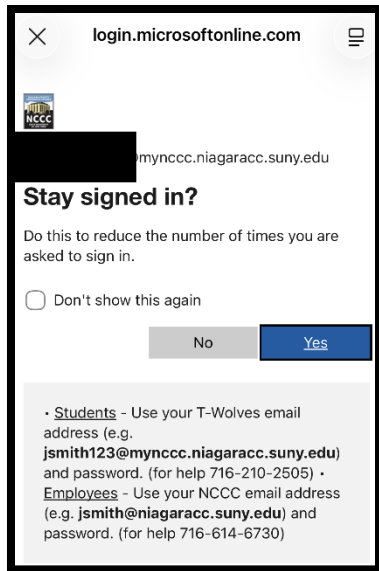 login.microsoftonline.com
NCCC
@mynccc.niagaracc.suny.edu
Stay signed in?
Do this to reduce the number of times you are
asked to sign in.
Don't show this again
No
Yes
• Students - Use your T-Wolves email
address (e.g.
jsmith123@mynccc.niagaracc.suny.edu)
and password. (for help 716-210-2505) •
Employees - Use your NCCC email address
(e.g. jsmith@niagaracc.suny.edu) and
password. (for help 716-614-6730)